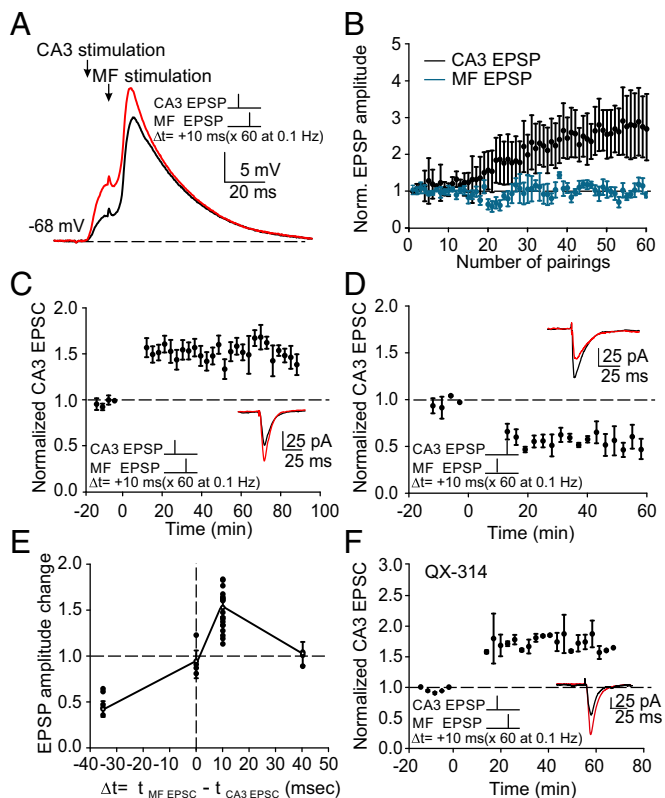 A
CA3 stimulation
MF stimulation
CA3 EPSP
MF EPSP
Δt= +10 ms(x 60 at 0.1 Hz)
5 mV
20 ms
-68 mV
B
Norm. EPSP amplitude
5
4
3
2
1
0
CA3 EPSP
MF EPSP
0 10 20 30 40 50 60
Number of pairings
C
Normalized CA3 EPSC
2.0
1.5
1.0
0.5
0.0
CA3 EPSP
MF EPSP
Δt= +10 ms(x 60 at 0.1 Hz)
25 pA
25 ms
-20 0 20 40 60 80 100
Time (min)
D
Normalized CA3 EPSC
2.0
1.5
1.0
0.5
0.0
25 pA
25 ms
CA3 EPSP
MF EPSP
Δt= +10 ms(x 60 at 0.1 Hz)
-20 0 20 40 60
Time (min)
E
EPSP amplitude change
2.0
1.5
1.0
0.5
0.0
-40 -30 -20 -10 0 10 20 30 40 50
Δt= t MF EPSC - t CA3 EPSC (msec)
F
QX-314
Normalized CA3 EPSC
3.0
2.5
2.0
1.5
1.0
0.5
0.0
CA3 EPSP
MF EPSP
Δt= +10 ms(x 60 at 0.1 Hz)
25 pA
25 ms
-20 0 20 40 60 80
Time (min)